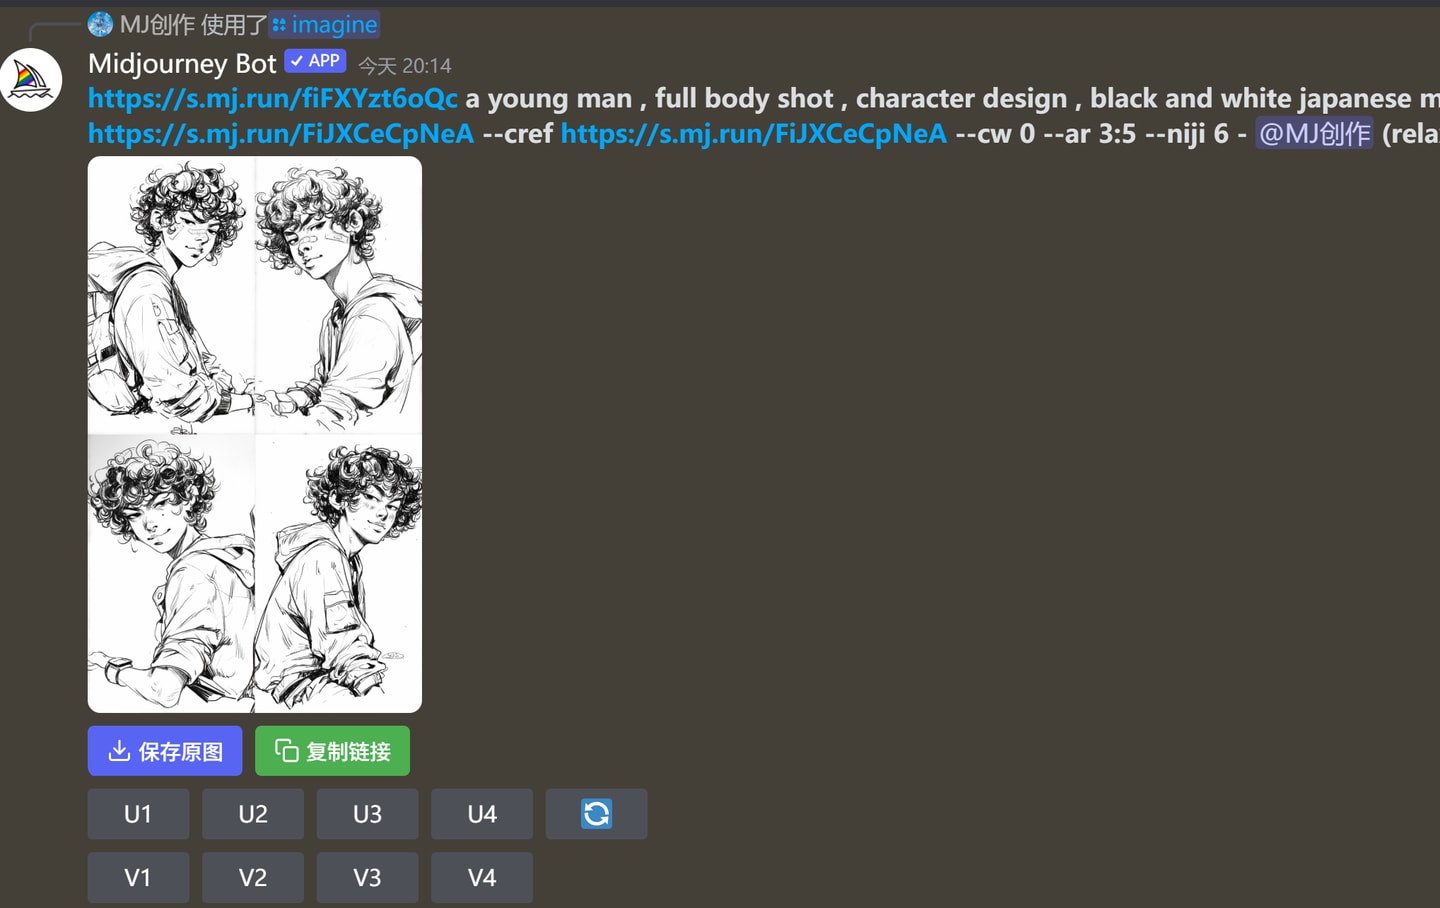 MJ创作 使用了 imagine
Midjourney Bot ✓ APP 今天 20:14
https://s.mj.run/fiFXYzt6oQc a young man , full body shot , character design , black and white japanese
https://s.mj.run/FiJXCeCpNeA --cref https://s.mj.run/FiJXCeCpNeA --cw 0 --ar 3:5 --niji 6 - @MJ创作
保存原图 复制链接
U1 U2 U3 U4
V1 V2 V3 V4